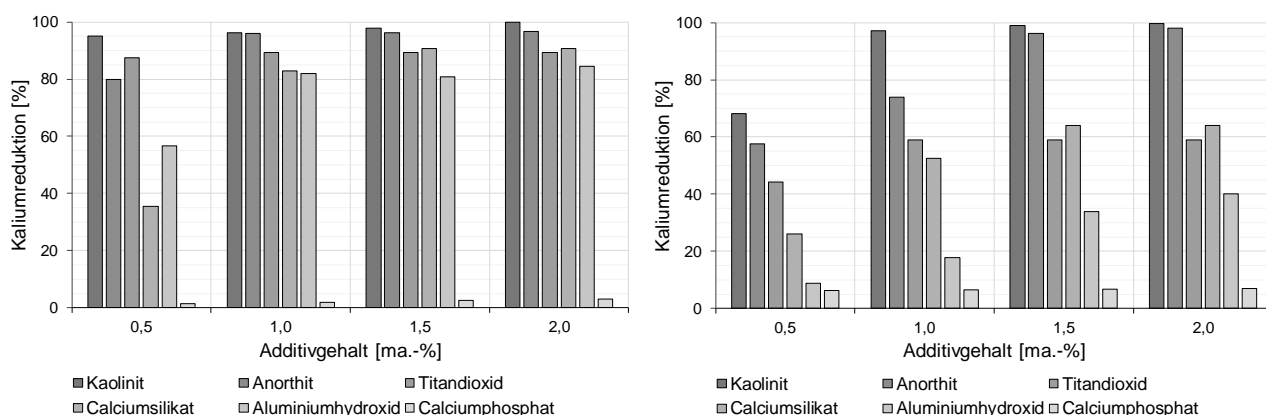 Kaliumreduktion [%]
100
80
60
40
20
0
0,5 1,0 1,5 2,0
Additivgehalt [ma.-%]
Kaolinit Anorthit Titandioxid
Calciumsilikat Aluminiumhydroxid Calciumphosphat
Kaliumreduktion [%]
100
80
60
40
20
0
0,5 1,0 1,5 2,0
Additivgehalt [ma.-%]
Kaolinit Anorthit Titandioxid
Calciumsilikat Aluminiumhydroxid Calciumphosphat